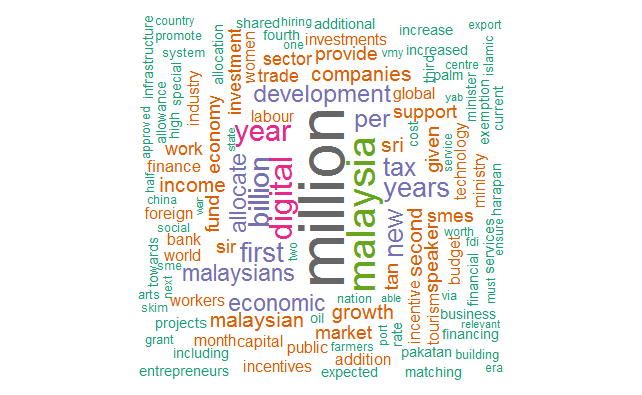 country
shared
hiring
additional
export
promote
fourth
increase
infrastructure
system
allocation
investment
women
one
investments
increased
vmy
third
islamic
sector
provide
centre
approved
allowance
high
special
industry
trade
companies
global
palm
minister
yab
exemption
current
development
labour
per
support
economy
year
million
work
state
sri
cost
given
service
technology
finance
half
allocate
billion
digital
malaysia
tax
years
ministry
income
fund
china
foreign
war
social
new
second
speaker
smes
harapan
bank
sir
first
two
worth
ensure
world
fdi
towards
sme
malaysians
tan
budget
services
next
must
financial
arts
workers
economic
nation
able
incentive
tourism
via
skim
business
projects
malaysian
oil
growth
port
rate
financing
relevant
grant
month
capital
public
market
farmers
including
addition
pakatan
building
entrepreneurs
incentives
expected
matching
era